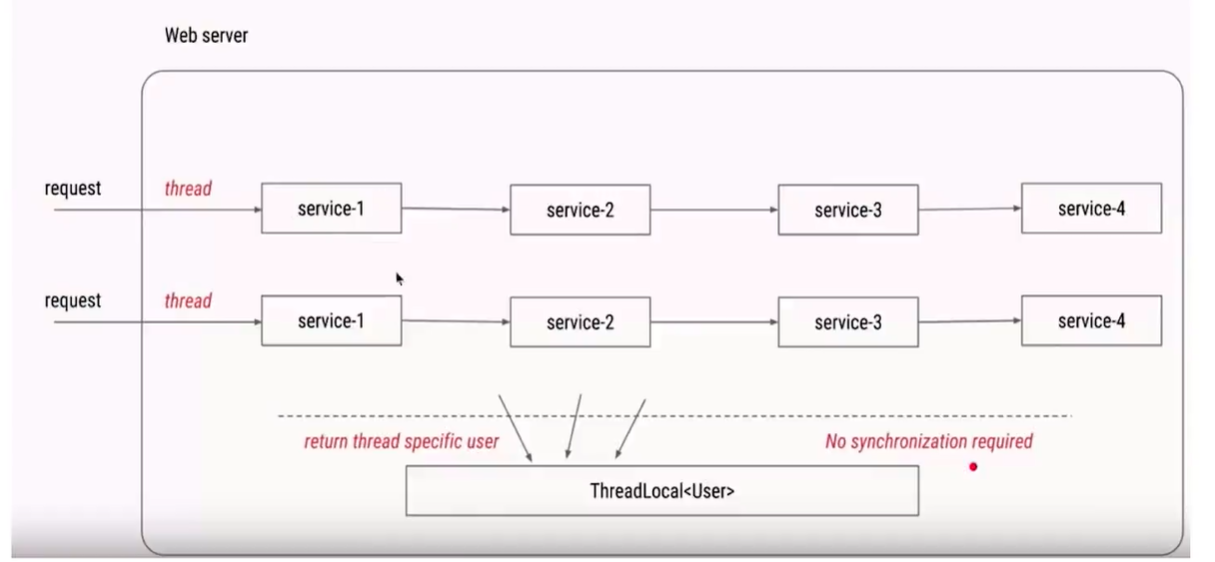 Web server
request
thread
service-1
service-2
service-3
service-4
request
thread
service-1
service-2
service-3
service-4
return thread specific user
No synchronization required
ThreadLocal<User>